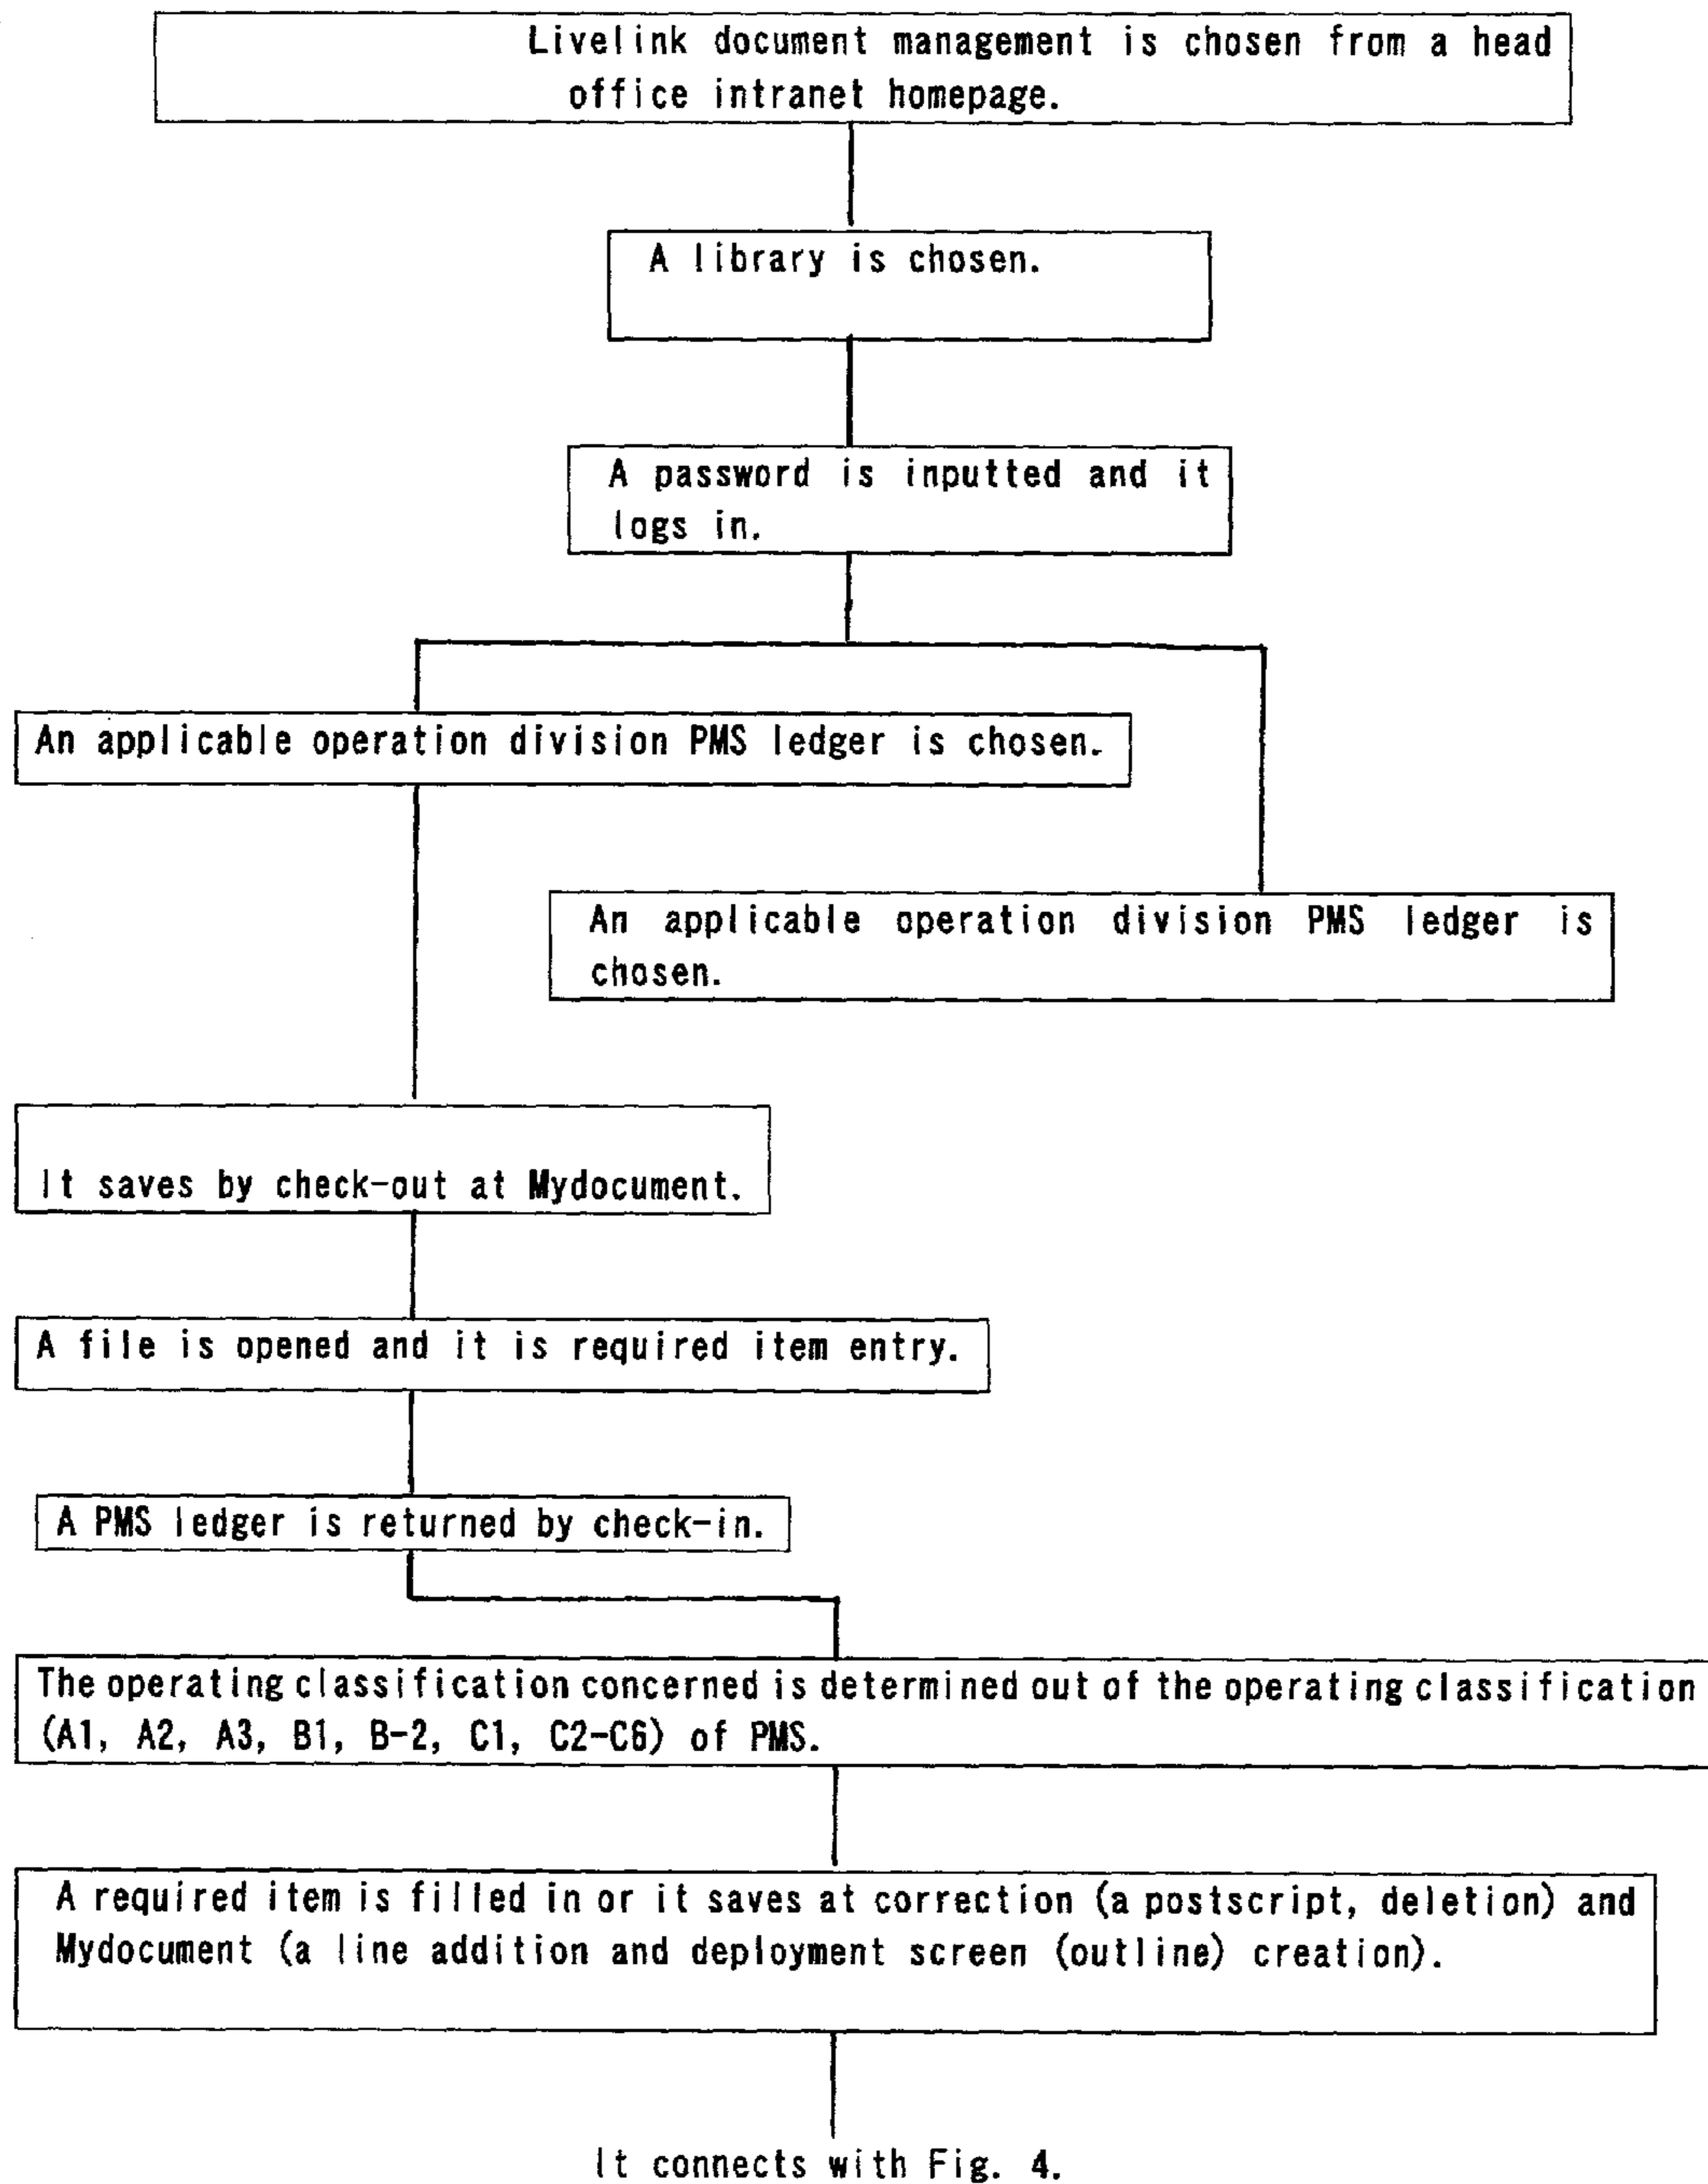 Livelink document management is chosen from a head
office intranet homepage.
A library is chosen.
A password is inputted and it
logs in.
An applicable operation division PMS ledger is chosen.
An applicable operation division PMS ledger is
chosen.
It saves by check-out at Mydocument.
A file is opened and it is required item entry.
A PMS ledger is returned by check-in.
The operating classification concerned is determined out of the operating classification
(A1, A2, A3, B1, B-2, C1, C2-C6) of PMS.
A required item is filled in or it saves at correction (a postscript, deletion) and
Mydocument (a line addition and deployment screen (outline) creation).
It connects with Fig. 4.